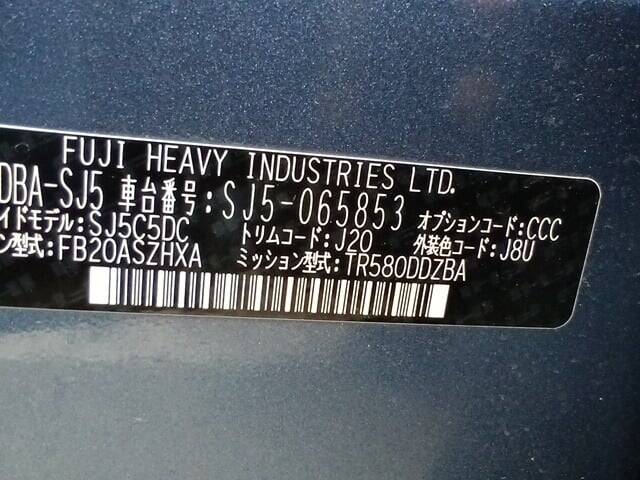 FUJI HEAVY INDUSTRIES LTD.
DBA-SJ5 車台番号:SJ5-065853 オプションコード:CCC
イドモデル:SJ5C5DC トリムコード:J20 外装色コード:J8U
ン型式:FB20ASZHXA ミッション型式:TR580DDZBA